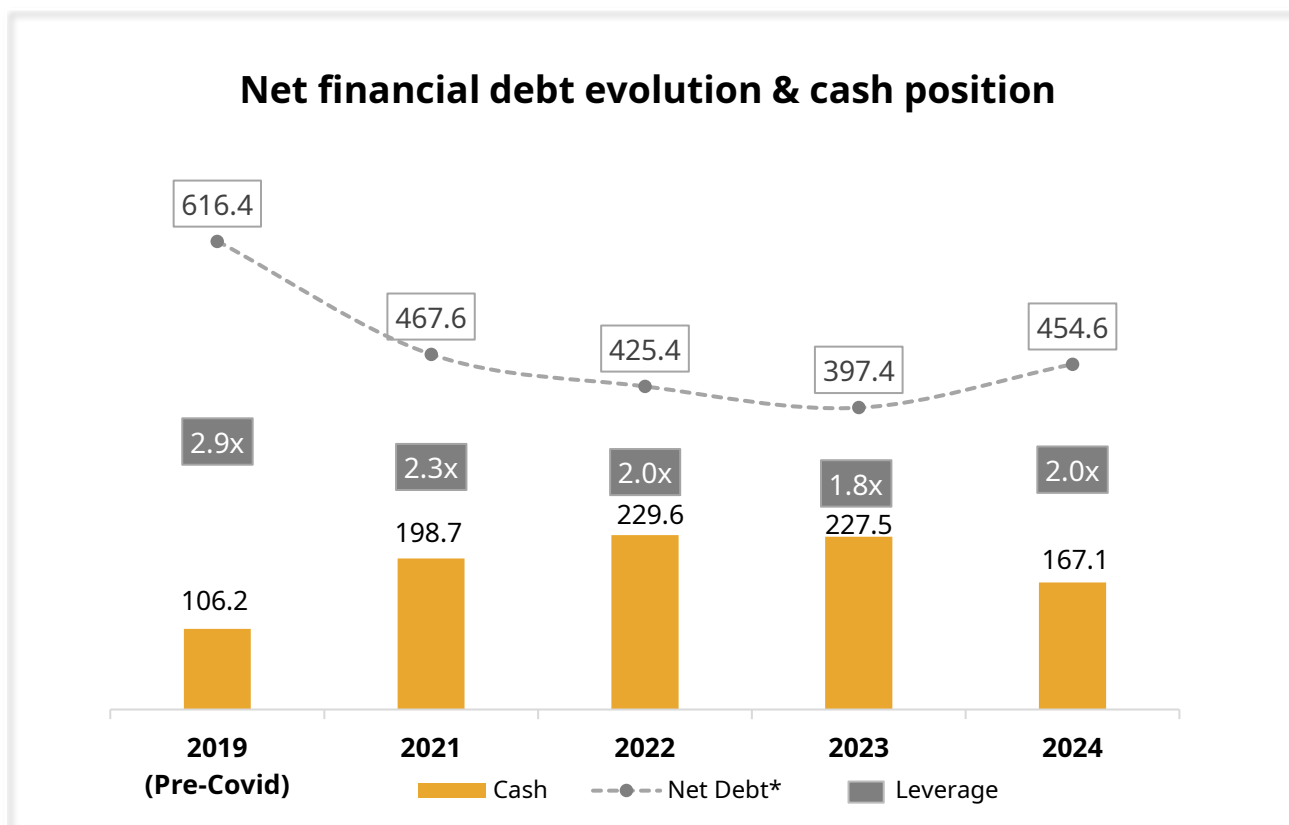 Net financial debt evolution & cash position
616.4
467.6
425.4
397.4
454.6
2.9x
2.3x
2.0x
1.8x
2.0x
106.2
198.7
229.6
227.5
167.1
2019
(Pre-Covid)
2021
2022
2023
2024
Cash
Net Debt*
Leverage